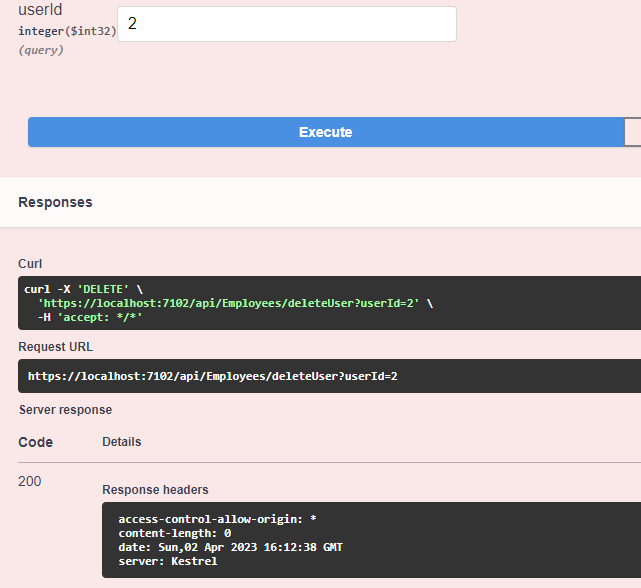 userId
integer($int32)
(query)
2
Execute
Responses
Curl
curl -X 'DELETE' \
  'https://localhost:7102/api/Employees/deleteUser?userId=2' \
  -H 'accept: */*'
Request URL
https://localhost:7102/api/Employees/deleteUser?userId=2
Server response
Code Details
200
Response headers
access-control-allow-origin: *
content-length: 0
date: Sun,02 Apr 2023 16:12:38 GMT
server: Kestrel